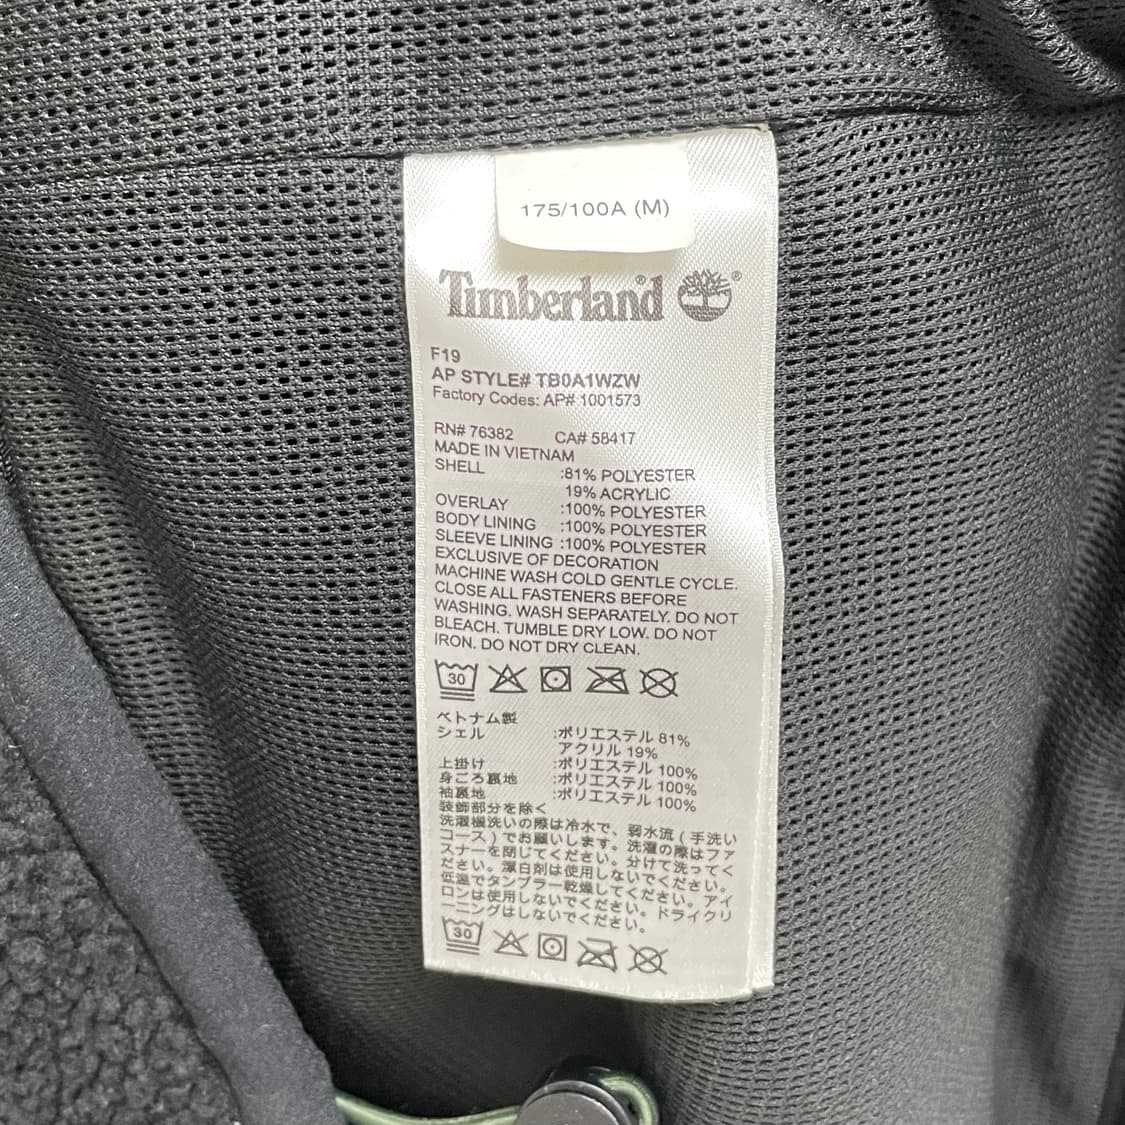 175/100A (M)
Timberland
F19
AP STYLE# TB0A1WZW
Factory Codes: AP# 1001573
RN# 76382 CA# 58417
MADE IN VIETNAM
SHELL :81% POLYESTER
19% ACRYLIC
OVERLAY :100% POLYESTER
BODY LINING :100% POLYESTER
SLEEVE LINING :100% POLYESTER
EXCLUSIVE OF DECORATION
MACHINE WASH COLD GENTLE CYCLE.
CLOSE ALL FASTENERS BEFORE
WASHING. WASH SEPARATELY. DO NOT
BLEACH. TUMBLE DRY LOW. DO NOT
IRON. DO NOT DRY CLEAN.
30
ベトナム製
シェル :ポリエステル 81%
アクリル 19%
上掛け :ポリエステル 100%
身ごろ裏地 :ポリエステル 100%
袖裏地 :ポリエステル 100%
装飾部分を除く
洗濯機洗いの際は冷水で、弱水流(手洗い
コース)でお願いします。洗濯の際はファ
スナーを閉じてください。分けて洗ってく
ださい。漂白剤は使用しないでください。
低温でタンブラー乾燥してください。アイ
ロンは使用しないでください。ドライクリ
ーニングはしないでください。
30